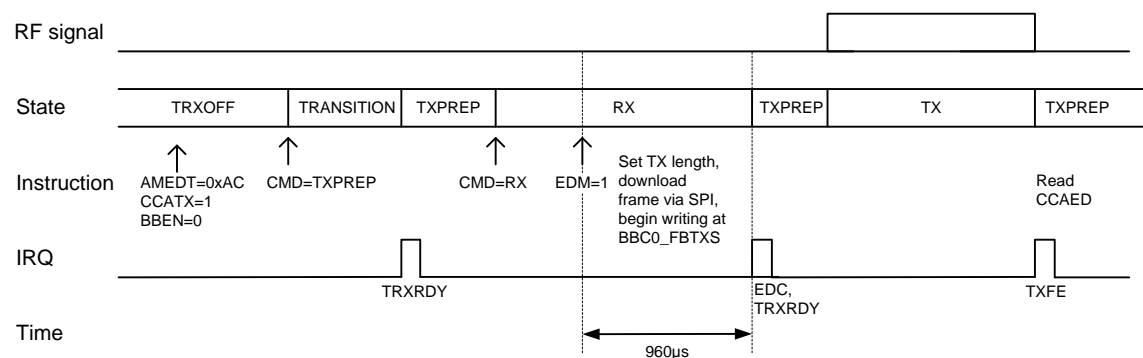 RF signal
State
TRXOFF
TRANSITION
TXPREP
RX
TXPREP
TX
TXPREP
Instruction
AMEDT=0xAC
CCATX=1
BBEN=0
CMD=TXPREP
CMD=RX
EDM=1
Set TX length,
download
frame via SPI,
begin writing at
BBC0_FBTXS
Read
CCAED
IRQ
TRXRDY
EDC,
TRXRDY
TXFE
Time
960µs